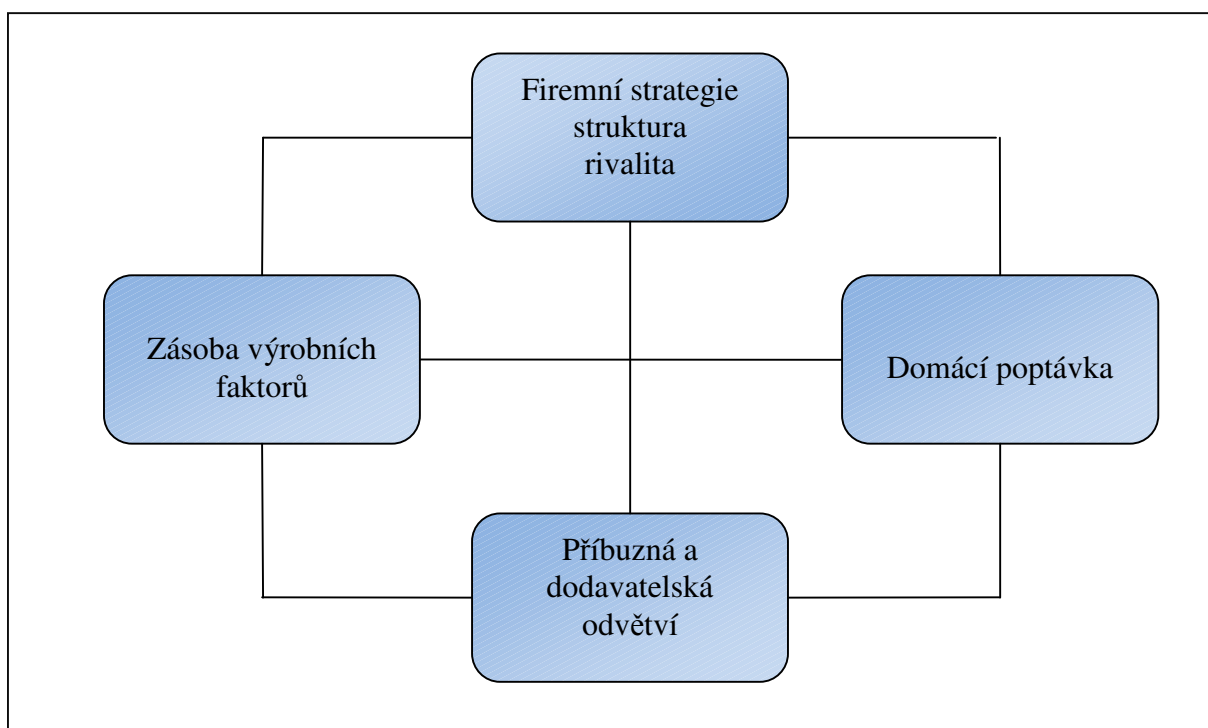 Firemní strategie
struktura
rivalita
Zásoba výrobních
faktorů
Domácí poptávka
Příbuzná a
dodavatelská
odvětví